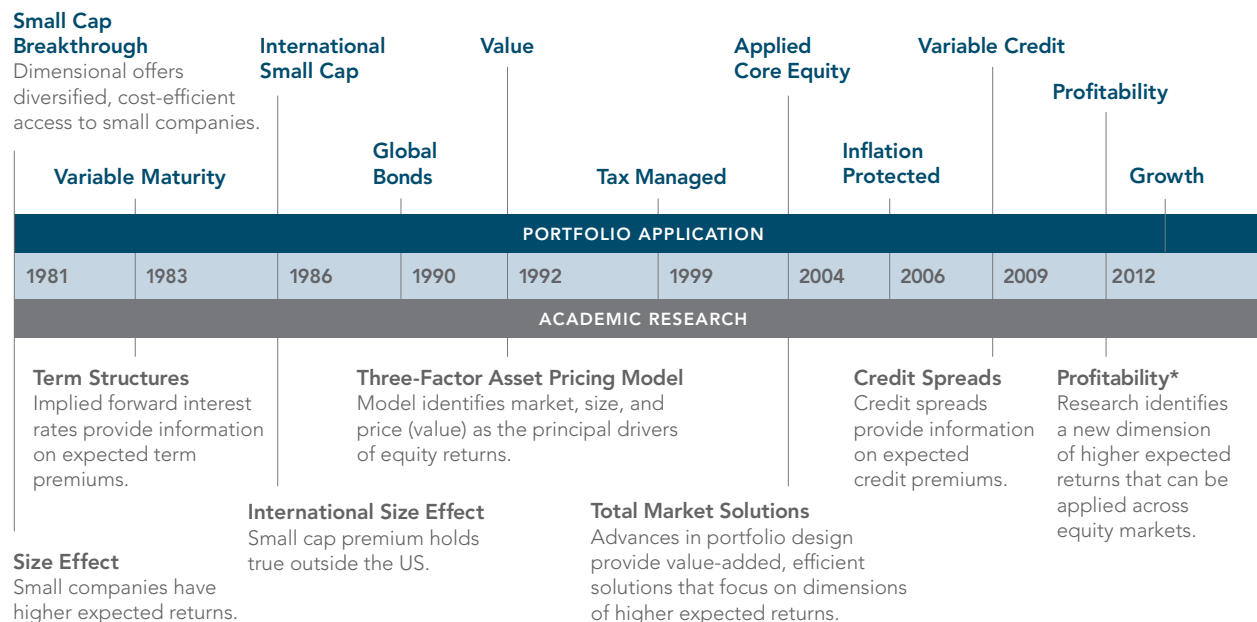 Small Cap
Breakthrough
Dimensional offers
diversified, cost-efficient
access to small companies.
International
Small Cap
Value
Applied
Core Equity
Variable Credit
Profitability
Variable Maturity
Global
Bonds
Tax Managed
Inflation
Protected
Growth
PORTFOLIO APPLICATION
1981 1983 1986 1990 1992 1999 2004 2006 2009 2012
ACADEMIC RESEARCH
Term Structures
Implied forward interest
rates provide information
on expected term
premiums.
Three-Factor Asset Pricing Model
Model identifies market, size, and
price (value) as the principal drivers
of equity returns.
Credit Spreads
Credit spreads
provide information
on expected
credit premiums.
Profitability*
Research identifies
a new dimension
of higher expected
returns that can be
applied across
equity markets.
International Size Effect
Small cap premium holds
true outside the US.
Total Market Solutions
Advances in portfolio design
provide value-added, efficient
solutions that focus on dimensions
of higher expected returns.
Size Effect
Small companies have
higher expected returns.